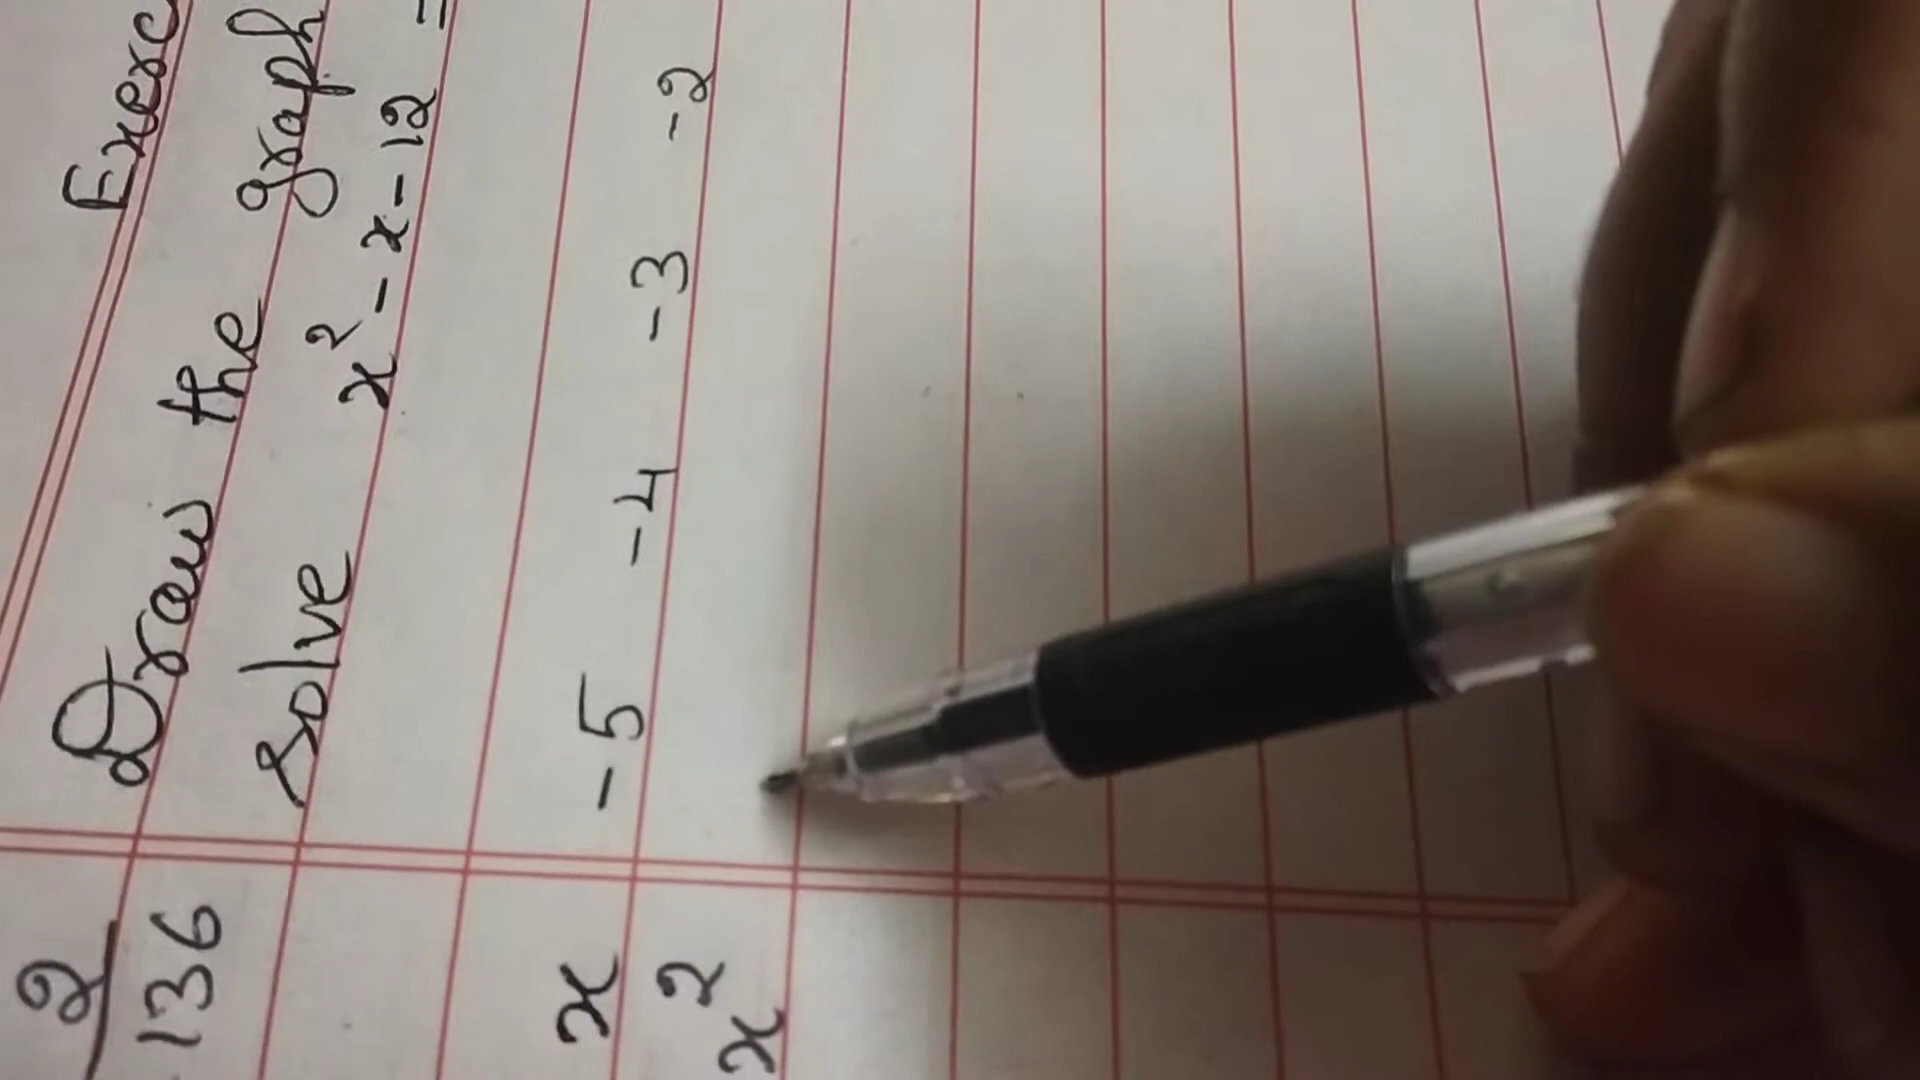 Exerc
2 Draw the graph
136 solve x² - x - 12 =
x -5 -4 -3 -2
x²